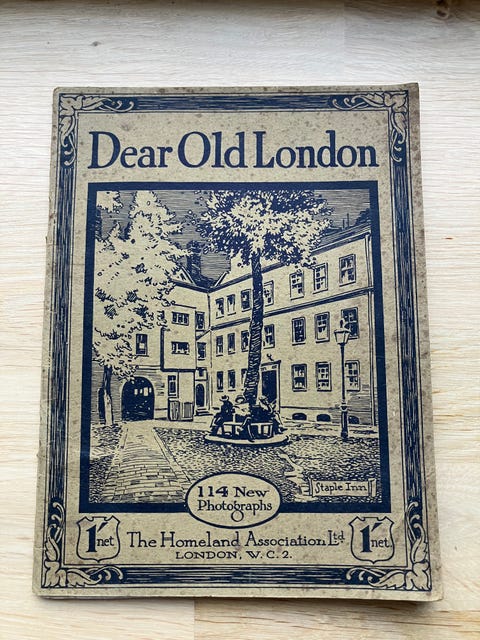 Dear Old London
Staple Inn
114 New
Photographs
1/- net
The Homeland Association Ltd
1/- net
LONDON, W.C. 2.